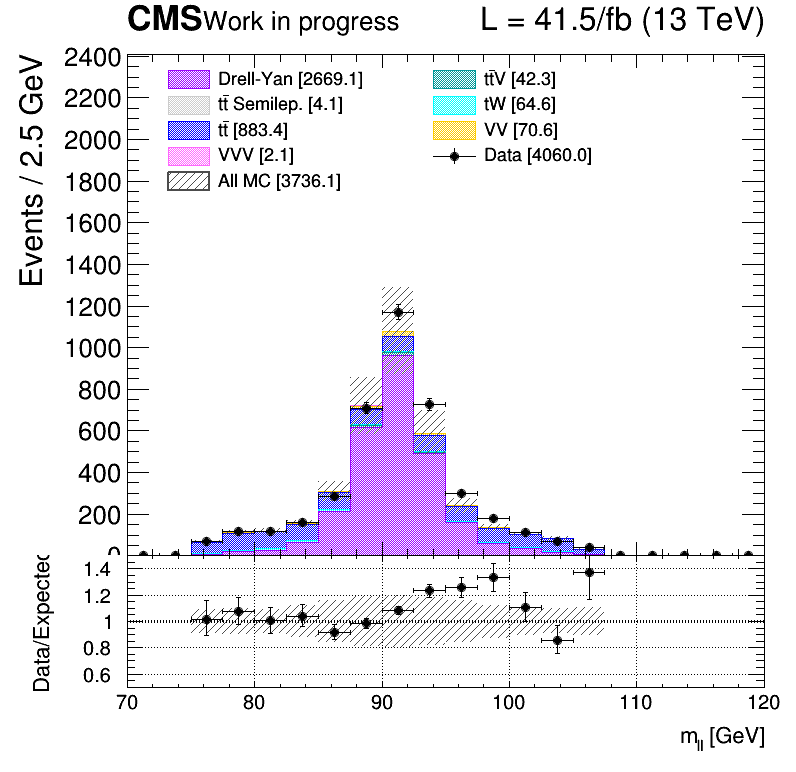 CMS Work in progress L = 41.5/fb (13 TeV)
Events / 2.5 GeV
2400
2200
2000
1800
1600
1400
1200
1000
800
600
400
200
0
Drell-Yan [2669.1]
tt̄ Semilep. [4.1]
tt̄ [883.4]
VVV [2.1]
All MC [3736.1]
tt̄V [42.3]
tW [64.6]
VV [70.6]
Data [4060.0]
Data/Expected
1.4
1.2
1
0.8
0.6
70 80 90 100 110 120
m_ll [GeV]